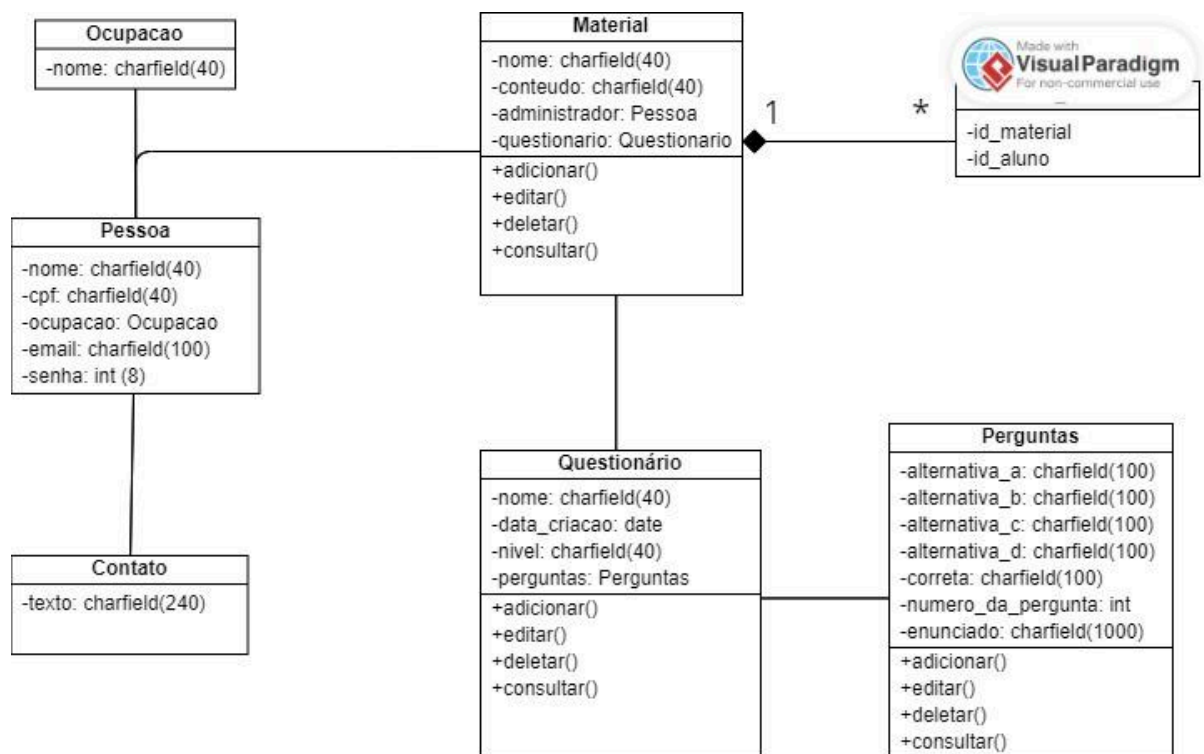 Ocupacao
-nome: charfield(40)
Material
-nome: charfield(40)
-conteudo: charfield(40)
-administrador: Pessoa
-questionario: Questionario
+adicionar()
+editar()
+deletar()
+consultar()
1
*
Made with
Visual Paradigm
For non-commercial use
-id_material
-id_aluno
Pessoa
-nome: charfield(40)
-cpf: charfield(40)
-ocupacao: Ocupacao
-email: charfield(100)
-senha: int (8)
Contato
-texto: charfield(240)
Questionário
-nome: charfield(40)
-data_criacao: date
-nivel: charfield(40)
-perguntas: Perguntas
+adicionar()
+editar()
+deletar()
+consultar()
Perguntas
-alternativa_a: charfield(100)
-alternativa_b: charfield(100)
-alternativa_c: charfield(100)
-alternativa_d: charfield(100)
-correta: charfield(100)
-numero_da_pergunta: int
-enunciado: charfield(1000)
+adicionar()
+editar()
+deletar()
+consultar()